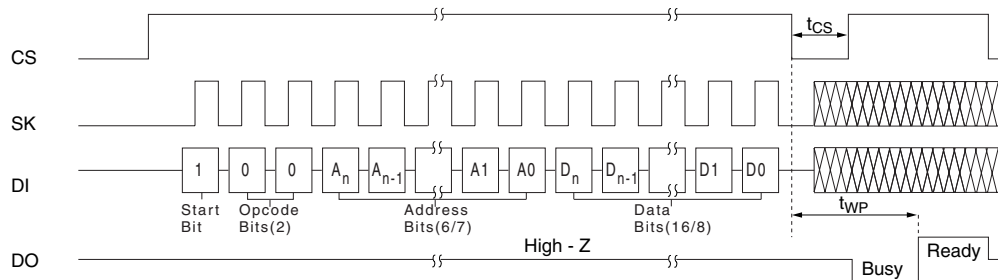 CS
tCS
SK
DI
1 0 0 An An-1 A1 A0 Dn Dn-1 D1 D0
Start Bit
Opcode Bits(2)
Address Bits(6/7)
Data Bits(16/8)
tWP
DO
High - Z
Busy
Ready